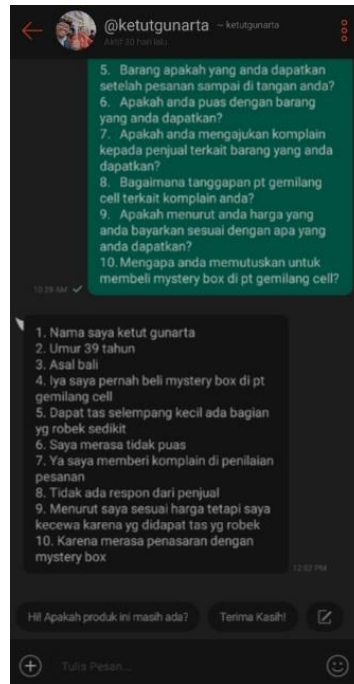 @ketutgunarta ~ ketutgunarta
Aktif 30 hari lalu
5. Barang apakah yang anda dapatkan
setelah pesanan sampai di tangan anda?
6. Apakah anda puas dengan barang
yang anda dapatkan?
7. Apakah anda mengajukan komplain
kepada penjual terkait barang yang anda
dapatkan?
8. Bagaimana tanggapan pt gemilang
cell terkait komplain anda?
9. Apakah menurut anda harga yang
anda bayarkan sesuai dengan apa yang
anda dapatkan?
10. Mengapa anda memutuskan untuk
membeli mystery box di pt gemilang cell?
10:28 AM
1. Nama saya ketut gunarta
2. Umur 39 tahun
3. Asal bali
4. Iya saya pernah beli mystery box di pt
gemilang cell
5. Dapat tas selempang kecil ada bagian
yg robek sedikit
6. Saya merasa tidak puas
7. Ya saya memberi komplain di penilaian
pesanan
8. Tidak ada respon dari penjual
9. Menurut saya sesuai harga tetapi saya
kecewa karena yg didapat tas yg robek
10. Karena merasa penasaran dengan
mystery box
12:02 PM
Hi! Apakah produk ini masih ada? Terima Kasih!
Tulis Pesan...